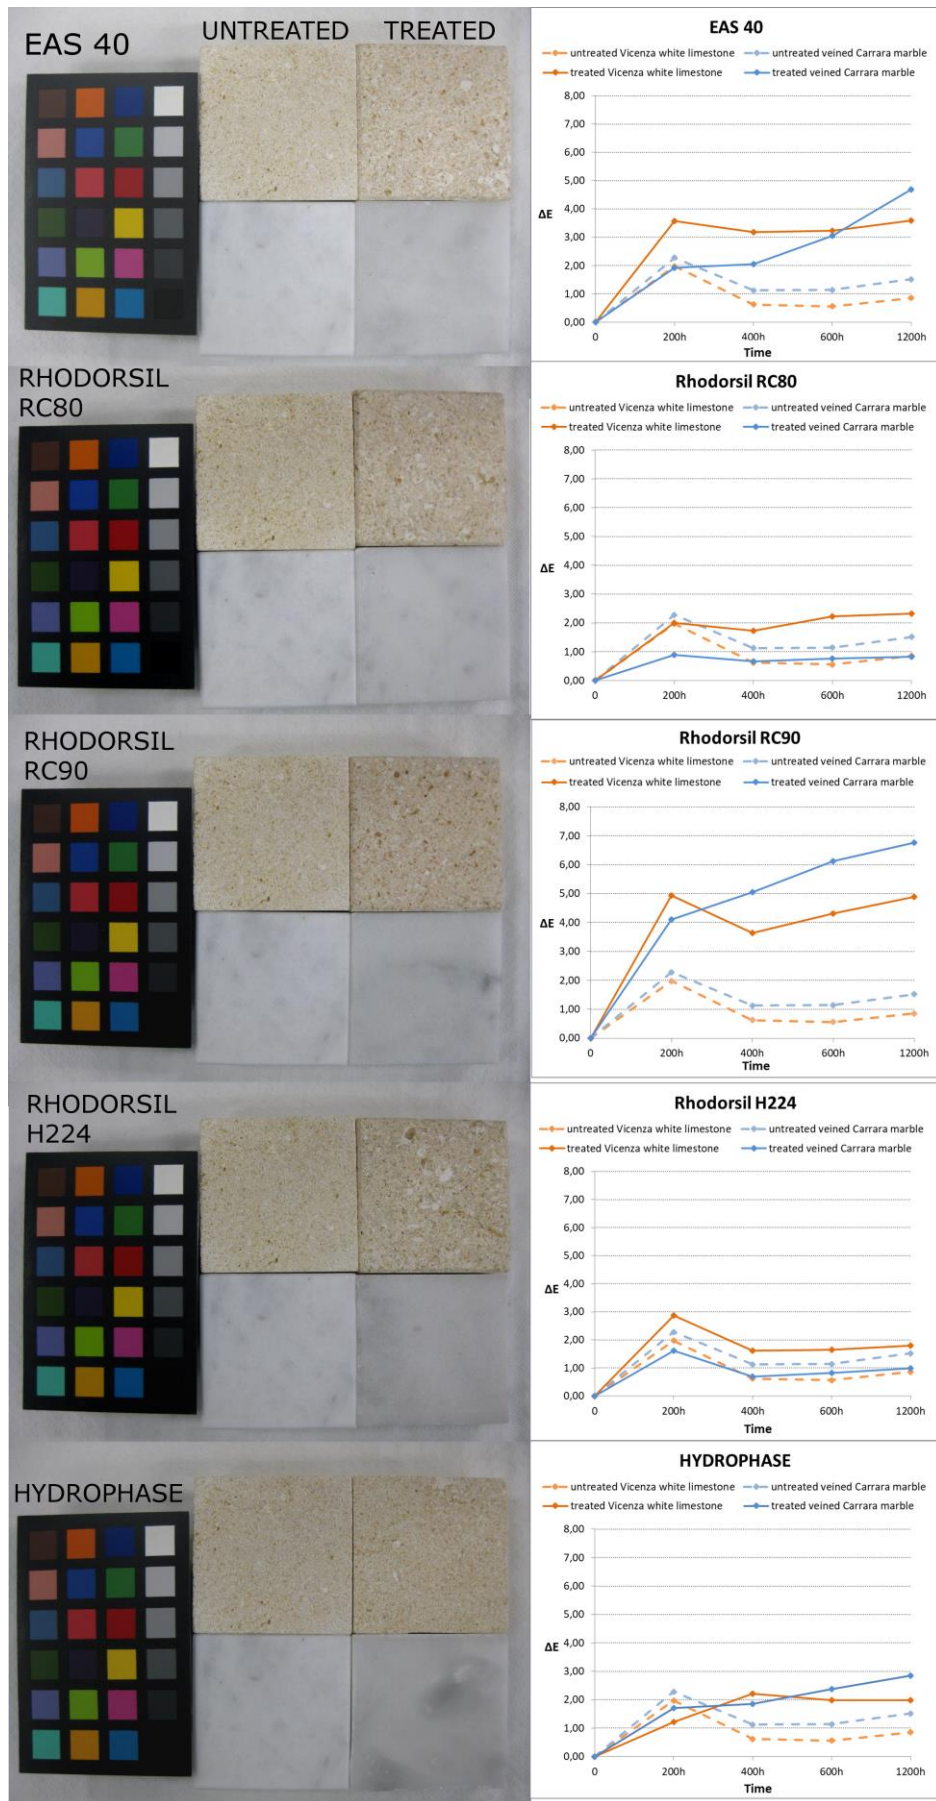 EAS 40
UNTREATED
TREATED
EAS 40
untreated Vicenza white limestone
untreated veined Carrara marble
treated Vicenza white limestone
treated veined Carrara marble
8,00
7,00
6,00
5,00
ΔE
4,00
3,00
2,00
1,00
0,00
0
200h
400h
600h
1200h
Time
RHODORSIL
RC80
Rhodorsil RC80
untreated Vicenza white limestone
untreated veined Carrara marble
treated Vicenza white limestone
treated veined Carrara marble
8,00
7,00
6,00
5,00
ΔE
4,00
3,00
2,00
1,00
0,00
0
200h
400h
600h
1200h
Time
RHODORSIL
RC90
Rhodorsil RC90
untreated Vicenza white limestone
untreated veined Carrara marble
treated Vicenza white limestone
treated veined Carrara marble
8,00
7,00
6,00
5,00
ΔE
4,00
3,00
2,00
1,00
0,00
0
200h
400h
600h
1200h
Time
RHODORSIL
H224
Rhodorsil H224
untreated Vicenza white limestone
untreated veined Carrara marble
treated Vicenza white limestone
treated veined Carrara marble
8,00
7,00
6,00
5,00
ΔE
4,00
3,00
2,00
1,00
0,00
0
200h
400h
600h
1200h
Time
HYDROPHASE
HYDROPHASE
untreated Vicenza white limestone
untreated veined Carrara marble
treated Vicenza white limestone
treated veined Carrara marble
8,00
7,00
6,00
5,00
ΔE
4,00
3,00
2,00
1,00
0,00
0
200h
400h
600h
1200h
Time